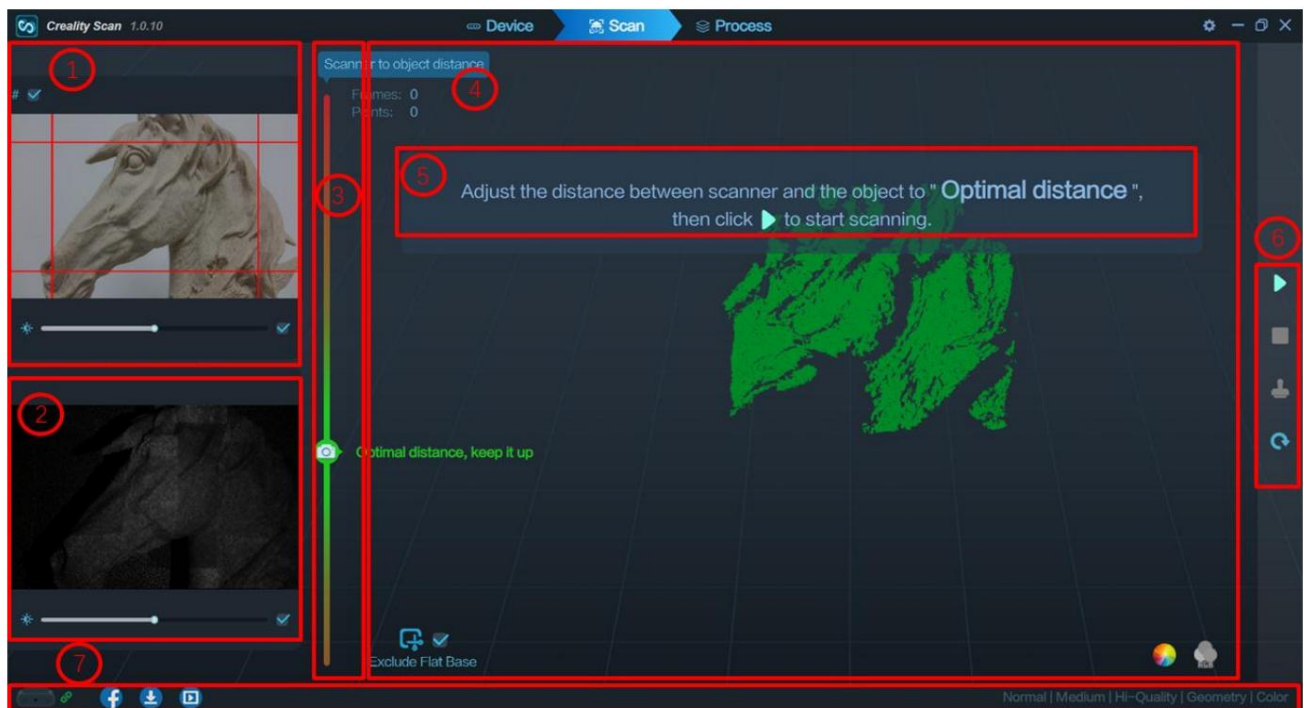 Creality Scan 1.0.10
Device
Scan
Process
1
#
Scanner to object distance
Frames: 0
Points: 0
4
3
5
Adjust the distance between scanner and the object to " Optimal distance ",
then click to start scanning.
6
2
Optimal distance, keep it up
Exclude Flat Base
7
Normal | Medium | Hi-Quality | Geometry | Color